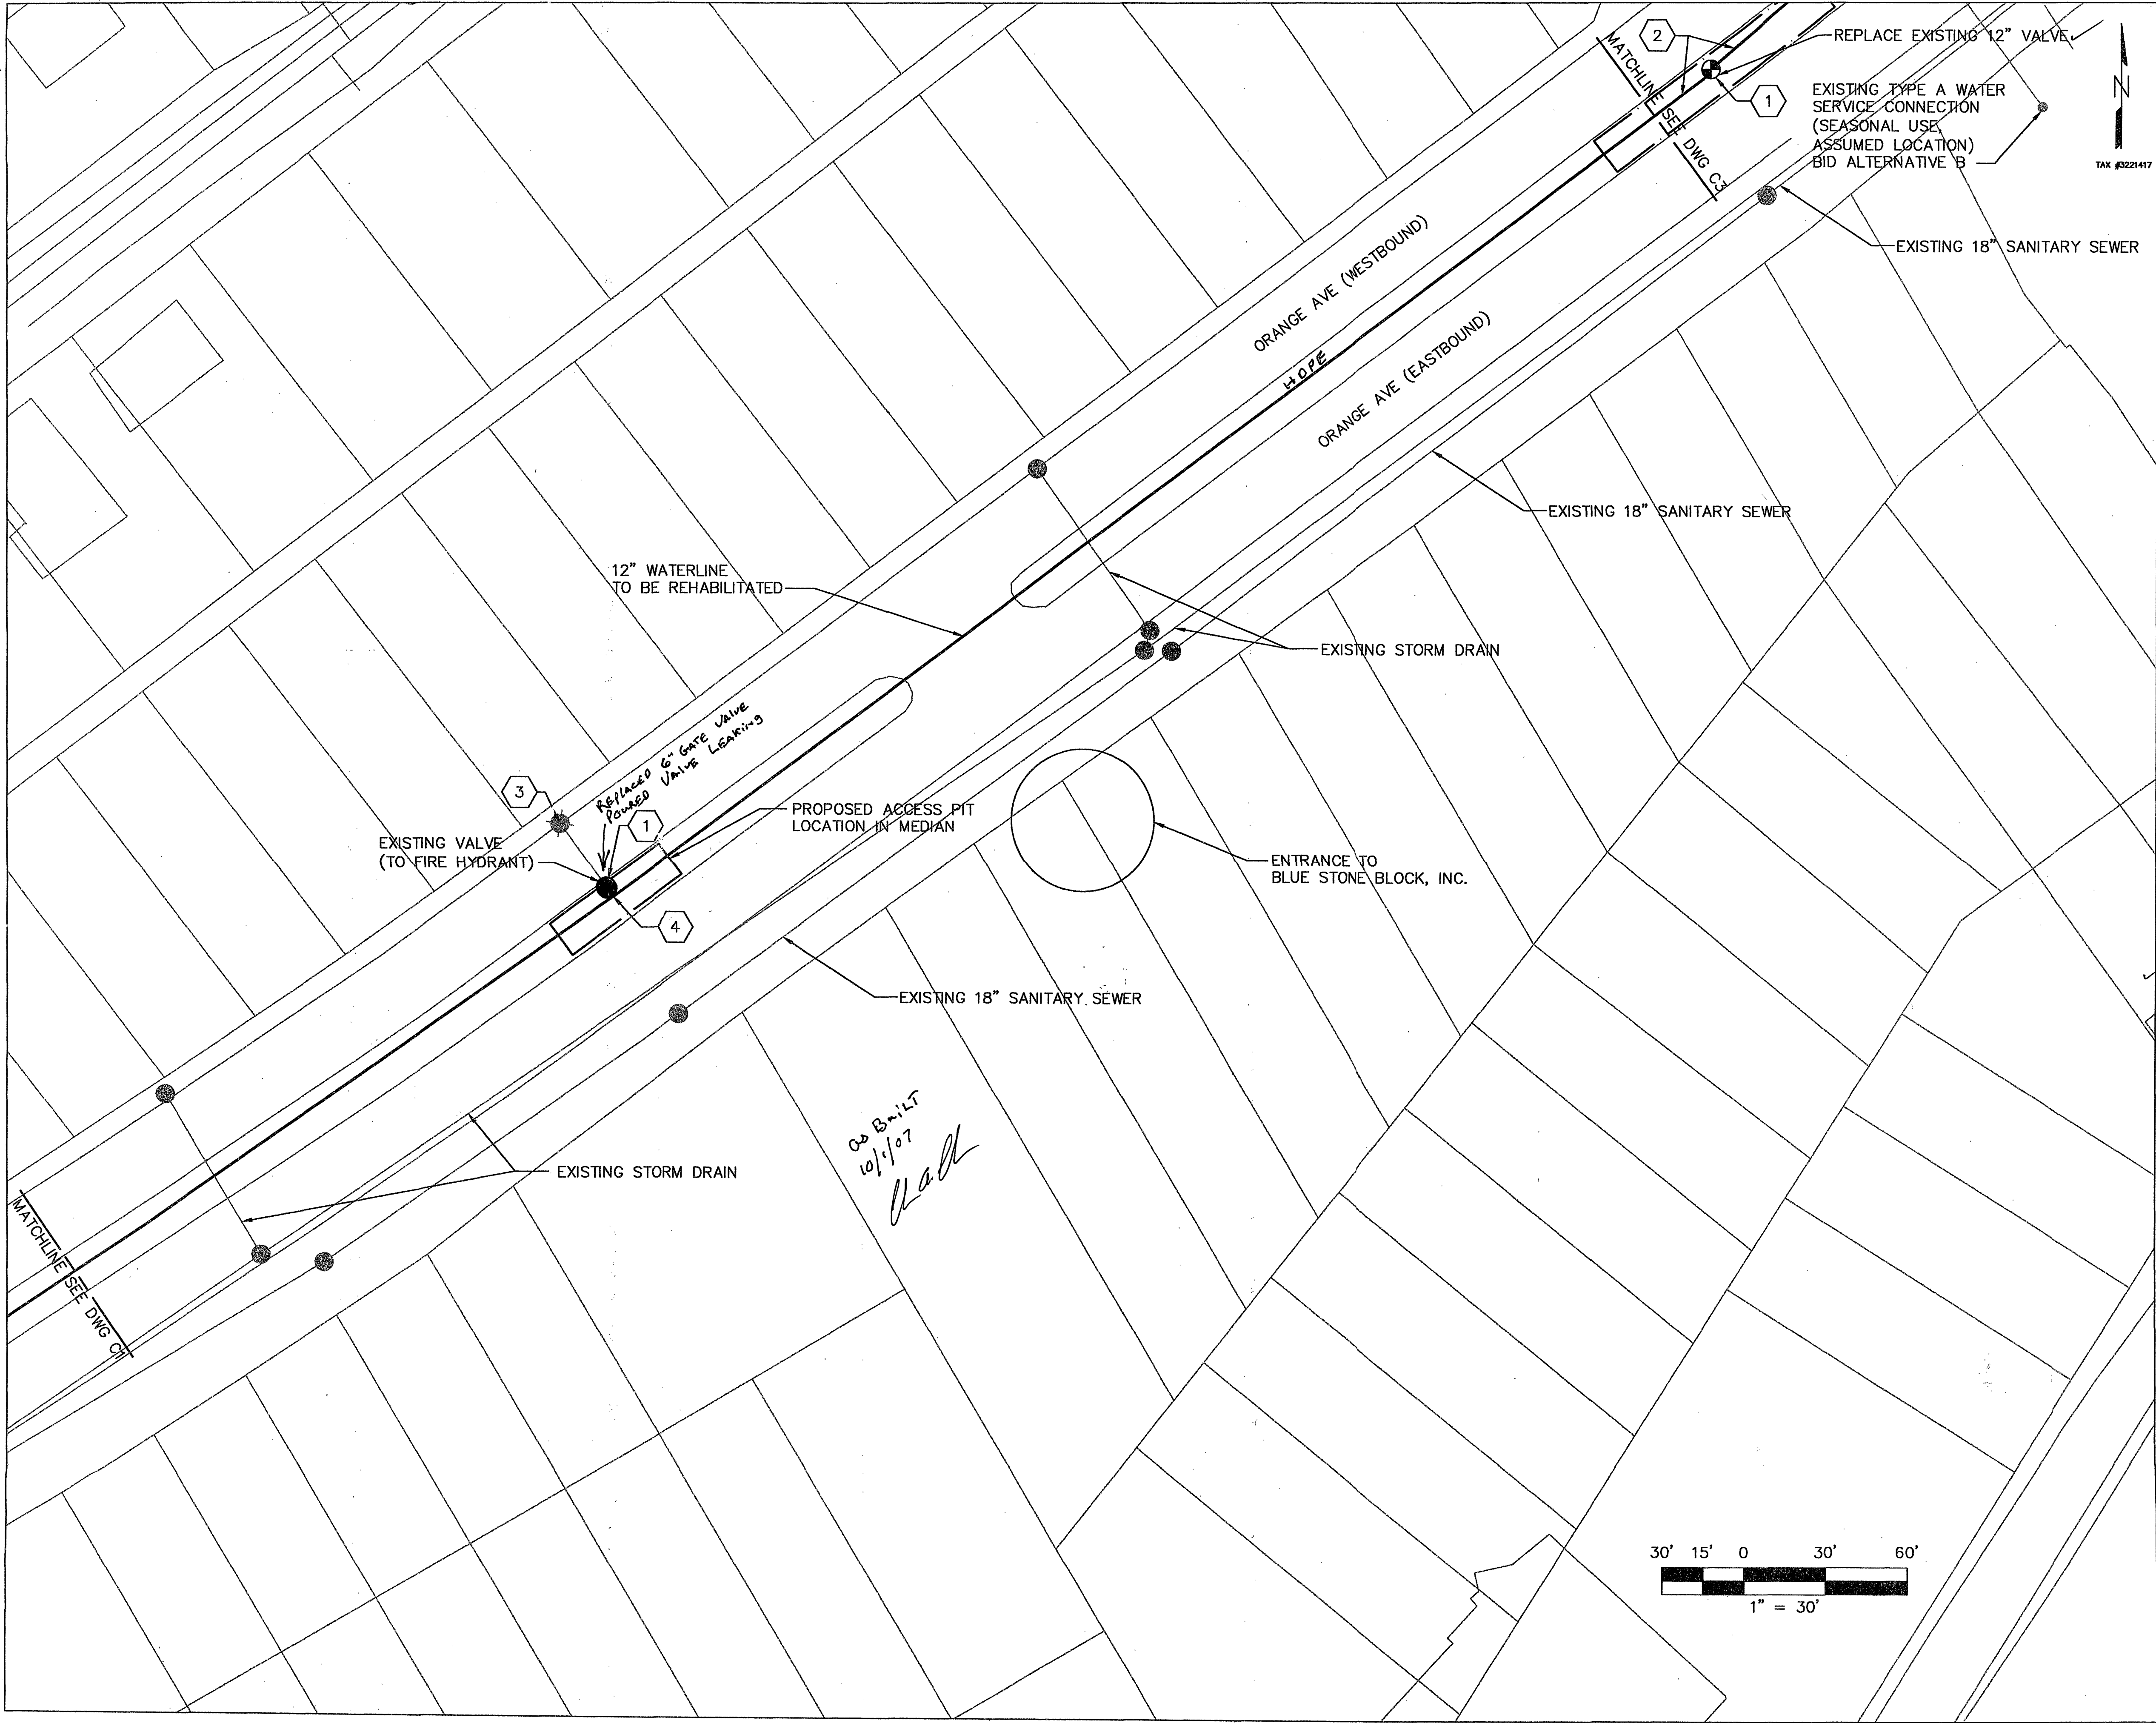 2
REPLACE EXISTING 12" VALVE
MATCHLINE SEE DWG C3
1
EXISTING TYPE A WATER
SERVICE CONNECTION
(SEASONAL USE,
ASSUMED LOCATION)
BID ALTERNATIVE B
N
TAX #3221417
EXISTING 18" SANITARY SEWER
ORANGE AVE (WESTBOUND)
HDPE
ORANGE AVE (EASTBOUND)
EXISTING 18" SANITARY SEWER
12" WATERLINE
TO BE REHABILITATED
EXISTING STORM DRAIN
REPLACED 6" GATE VALVE
POURED VALVE LEAKING
3
1
PROPOSED ACCESS PIT
LOCATION IN MEDIAN
EXISTING VALVE
(TO FIRE HYDRANT)
ENTRANCE TO
BLUE STONE BLOCK, INC.
4
EXISTING 18" SANITARY SEWER
as Built
10/1/07
EXISTING STORM DRAIN
MATCHLINE SEE DWG C1
30' 15' 0 30' 60'
1" = 30'